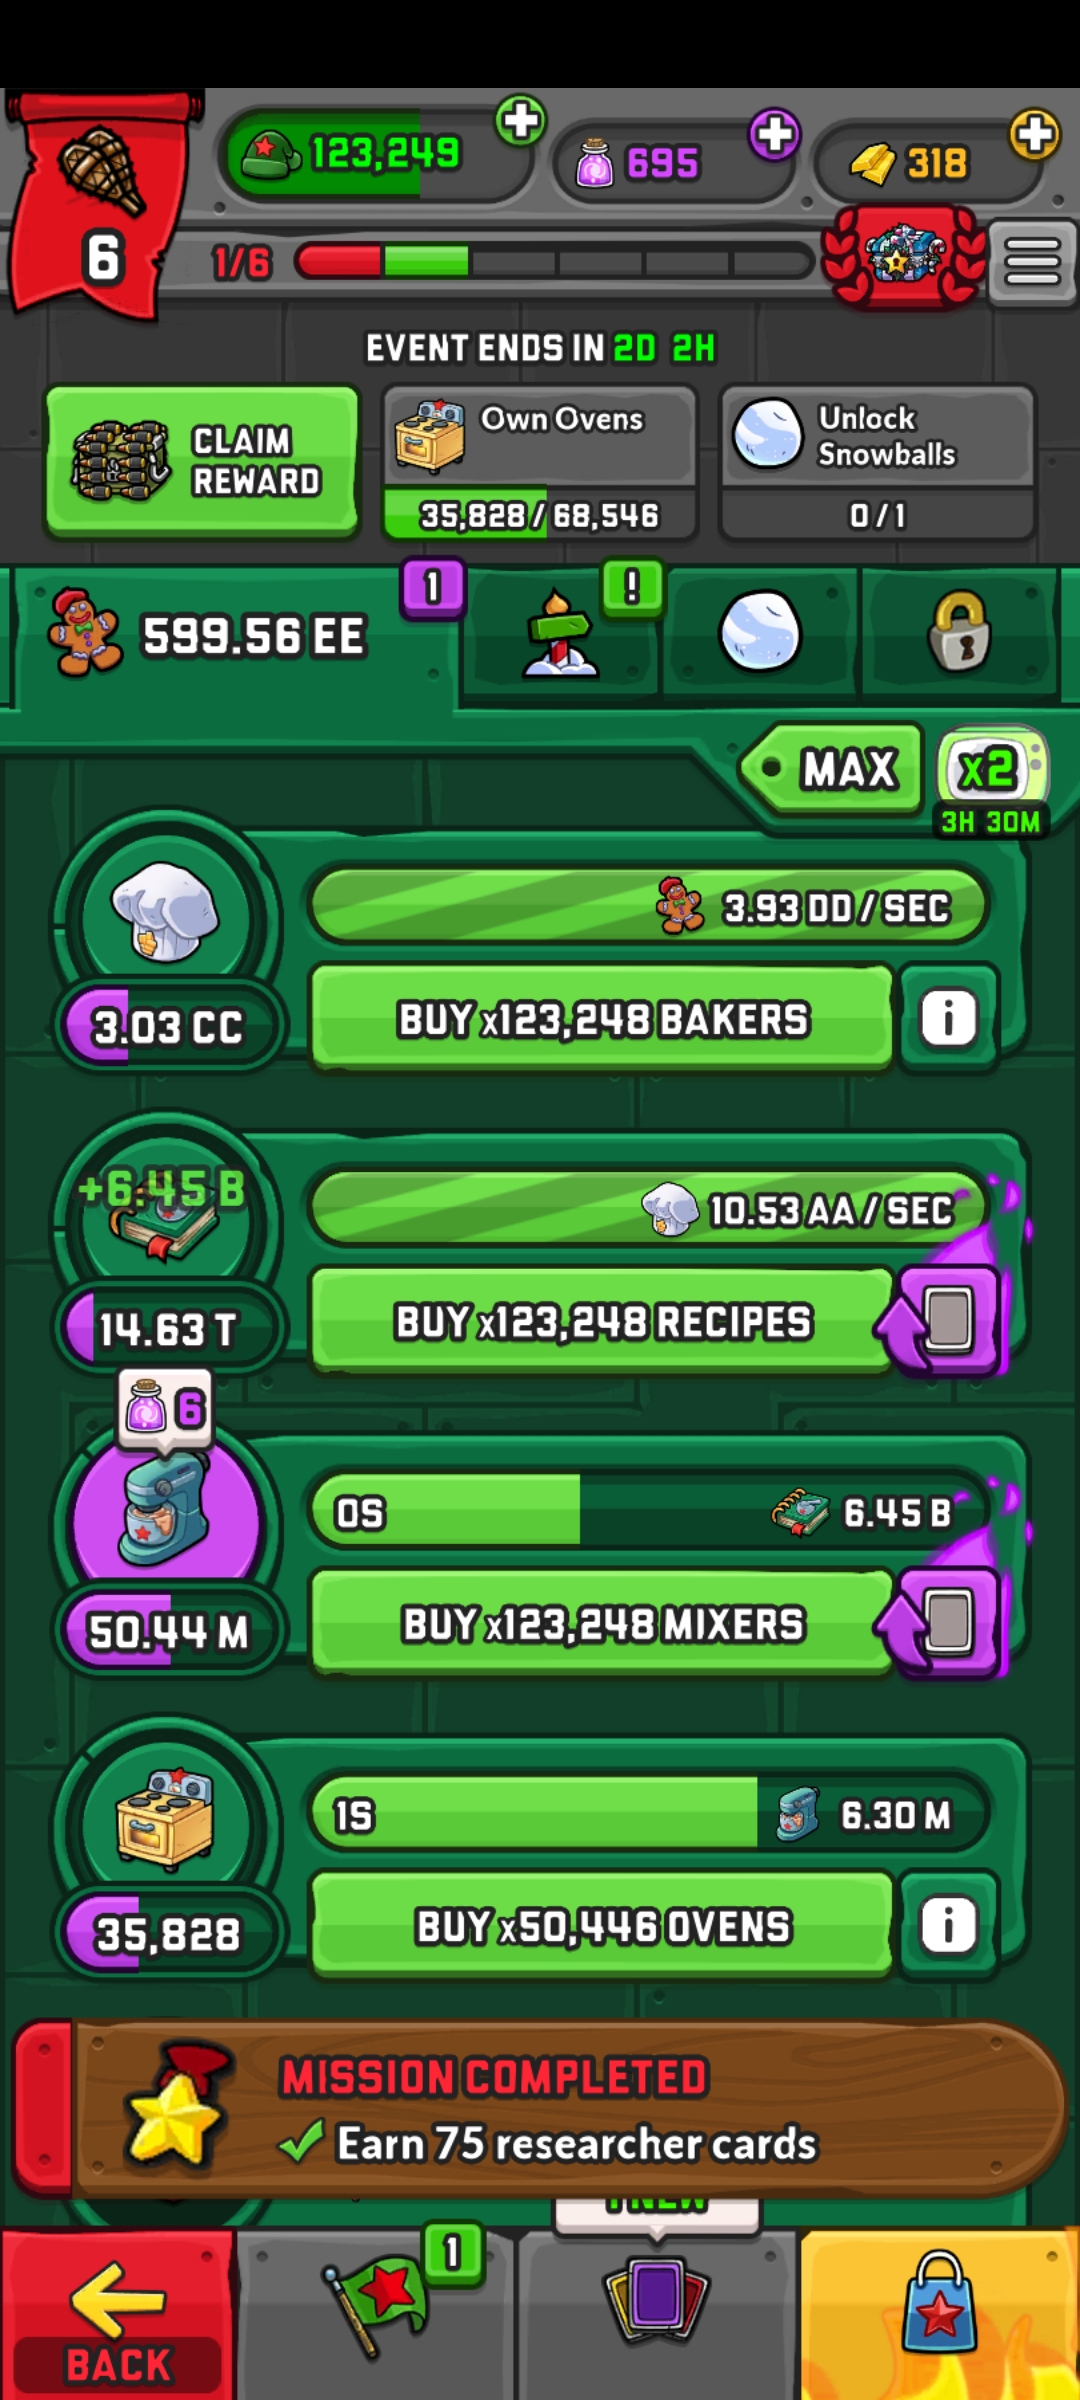 123,249
695
318
6
1/6
EVENT ENDS IN 2D 2H
CLAIM
REWARD
Own Ovens
35,828 / 68,546
Unlock
Snowballs
0 / 1
599.56 EE
1
!
MAX
x2
3H 30M
3.93 DD / SEC
3.03 CC
BUY x123,248 BAKERS
i
+6.45 B
10.53 AA / SEC
14.63 T
BUY x123,248 RECIPES
6
0S
6.45 B
50.44 M
BUY x123,248 MIXERS
1S
6.30 M
35,828
BUY x50,446 OVENS
i
MISSION COMPLETED
Earn 75 researcher cards
1 NEW
1
BACK